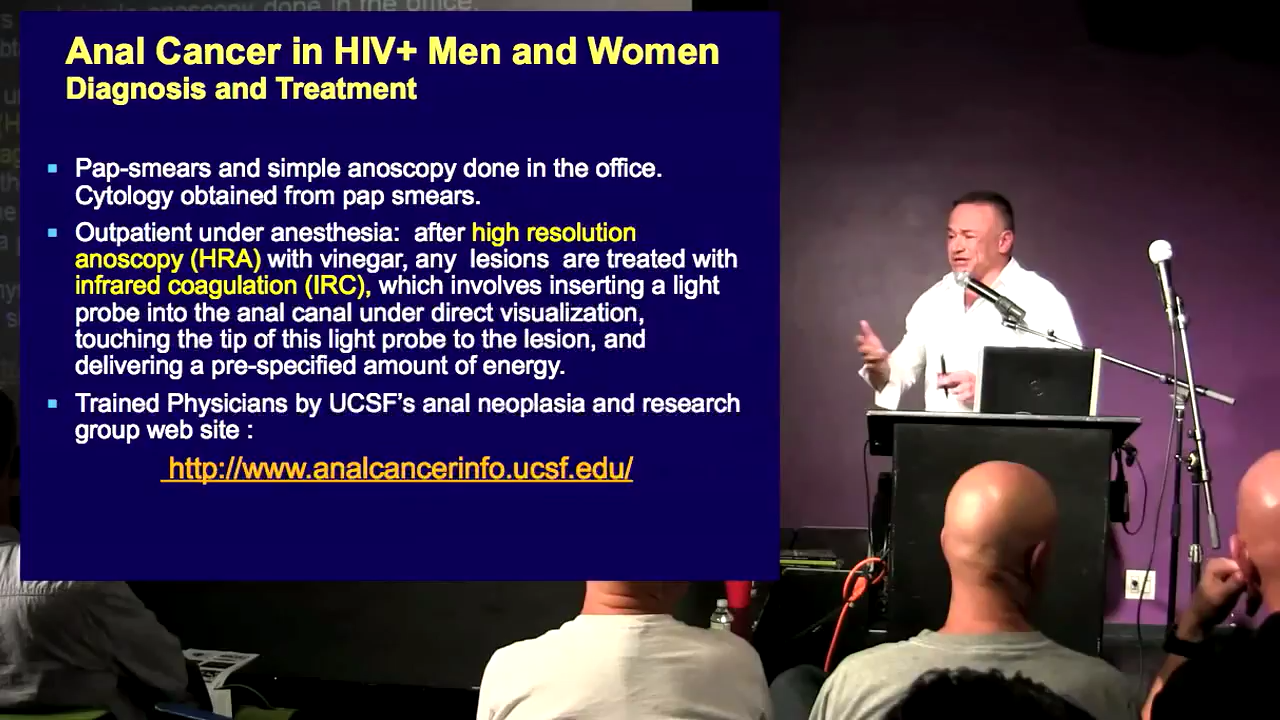 Anal Cancer in HIV+ Men and Women
Diagnosis and Treatment
Pap-smears and simple anoscopy done in the office.
Cytology obtained from pap smears.
Outpatient under anesthesia: after high resolution
anoscopy (HRA) with vinegar, any lesions are treated with
infrared coagulation (IRC), which involves inserting a light
probe into the anal canal under direct visualization,
touching the tip of this light probe to the lesion, and
delivering a pre-specified amount of energy.
Trained Physicians by UCSF's anal neoplasia and research
group web site :
http://www.analcancerinfo.ucsf.edu/